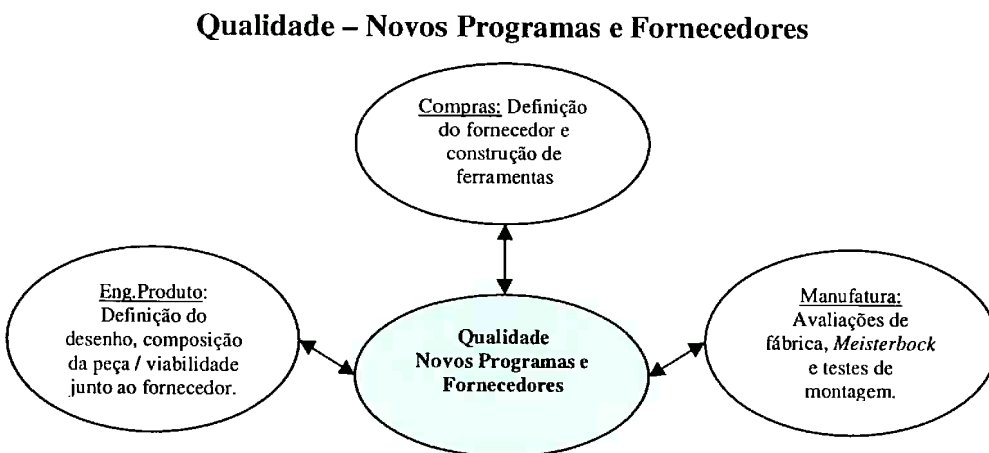 Qualidade – Novos Programas e Fornecedores
Compras: Definição
do fornecedor e
construção de
ferramentas
Eng.Produto:
Definição do
desenho, composição
da peça / viabilidade
junto ao fornecedor.
Qualidade
Novos Programas e
Fornecedores
Manufatura:
Avaliações de
fábrica, Meisterbock
e testes de
montagem.